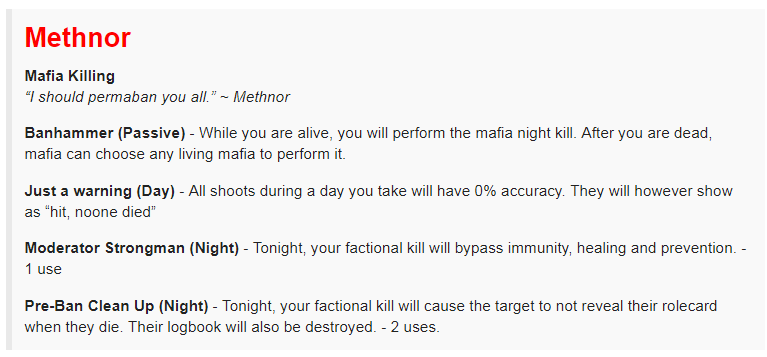 Methnor
Mafia Killing
“I should permaban you all.” ~ Methnor
Banhammer (Passive) - While you are alive, you will perform the mafia night kill. After you are dead,
mafia can choose any living mafia to perform it.
Just a warning (Day) - All shoots during a day you take will have 0% accuracy. They will however show
as “hit, noone died”
Moderator Strongman (Night) - Tonight, your factional kill will bypass immunity, healing and prevention. -
1 use
Pre-Ban Clean Up (Night) - Tonight, your factional kill will cause the target to not reveal their rolecard
when they die. Their logbook will also be destroyed. - 2 uses.